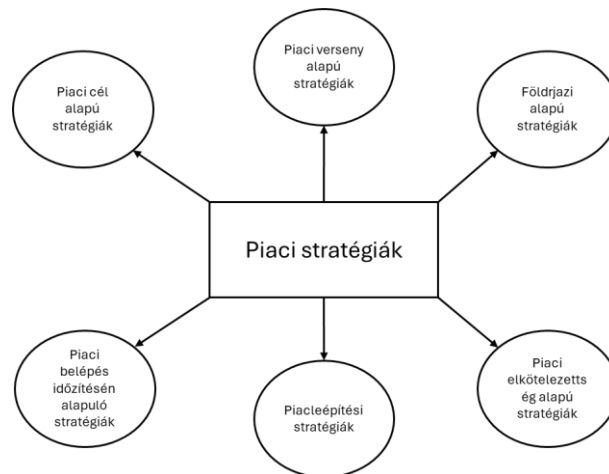 Piaci verseny
alapú
stratégiák
Piaci cél
alapú
stratégiák
Földrjazi
alapú
stratégiák
Piaci stratégiák
Piaci
belépés
időzítésén
alapuló
stratégiák
Piacleépítési
stratégiák
Piaci
elkötelezetts
ég alapú
stratégiák